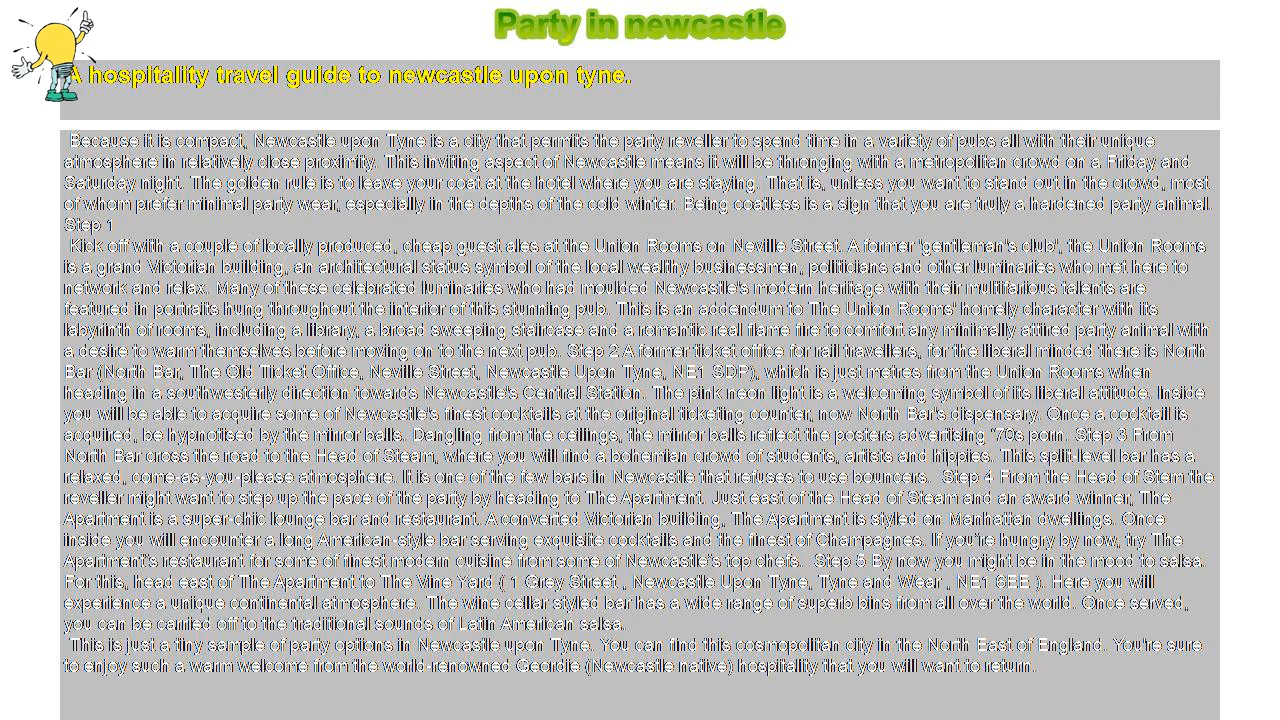 Party in newcastle
A hospitality travel guide to newcastle upon tyne.
Because it is compact, Newcastle upon Tyne is a city that permits the party reveller to spend time in a variety of pubs all with their unique
atmosphere in relatively close proximity. This inviting aspect of Newcastle means it will be thronging with a metropolitan crowd on a Friday and
Saturday night. The golden rule is to leave your coat at the hotel where you are staying. That is, unless you want to stand out in the crowd, most
of whom prefer minimal party wear, especially in the depths of the cold winter. Being coatless is a sign that you are truly a hardened party animal.
Step 1
Kick off with a couple of locally produced, cheap guest ales at the Union Rooms on Neville Street. A former 'gentleman's club', the Union Rooms
is a grand Victorian building, an architectural status symbol of the local wealthy businessmen, politicians and other luminaries who met here to
network and relax. Many of these celebrated luminaries who had moulded Newcastle's modern heritage with their multifarious talents are
featured in portraits hung throughout the interior of this stunning pub. This is an addendum to The Union Rooms' homely character with its
labyrinth of rooms, including a library, a broad sweeping staircase and a romantic real flame fire to comfort any minimally attired party animal with
a desire to warm themselves before moving on to the next pub. Step 2 A former ticket office for rail travellers, for the liberal minded there is North
Bar (North Bar, The Old Ticket Office, Neville Street, Newcastle Upon Tyne, NE1 5DP), which is just metres from the Union Rooms when
heading in a southwesterly direction towards Newcastle's Central Station. The pink neon light is a welcoming symbol of its liberal attitude. Inside
you will be able to acquire some of Newcastle's finest cocktails at the original ticketing counter, now North Bar's dispensary. Once a cocktail is
acquired, be hypnotised by the mirror balls. Dangling from the ceilings, the mirror balls reflect the posters advertising '70s porn. Step 3 From
North Bar cross the road to the Head of Steam, where you will find a bohemian crowd of students, artists and hippies. This split-level bar has a
relaxed, come-as-you-please atmosphere. It is one of the few bars in Newcastle that refuses to use bouncers. Step 4 From the Head of Stem the
reveller might want to step up the pace of the party by heading to The Apartment. Just east of the Head of Steam and an award winner, The
Apartment is a super-chic lounge bar and restaurant. A converted Victorian building, The Apartment is styled on Manhattan dwellings. Once
inside you will encounter a long American-style bar serving exquisite cocktails and the finest of Champagnes. If you're hungry by now, try The
Apartment's restaurant for some of finest modern cuisine from some of Newcastle's top chefs. Step 5 By now you might be in the mood to salsa.
For this, head east of The Apartment to The Vine Yard ( 1 Grey Street , Newcastle Upon Tyne, Tyne and Wear , NE1 6EE ). Here you will
experience a unique continental atmosphere. The wine cellar styled bar has a wide range of superb bins from all over the world. Once served,
you can be carried off to the traditional sounds of Latin American salsa.
This is just a tiny sample of party options in Newcastle upon Tyne. You can find this cosmopolitan city in the North East of England. You're sure
to enjoy such a warm welcome from the world-renowned Geordie (Newcastle native) hospitality that you will want to return.